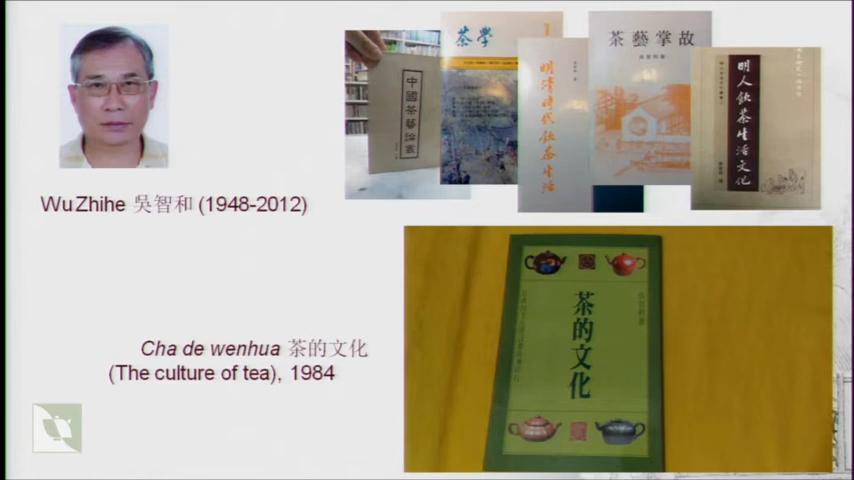 Wu Zhihe 吳智和 (1948-2012)
中國茶藝論叢
茶學
明清時代飲茶生活
茶藝掌故
明人飲茶生活文化
Cha de wenhua 茶的文化
(The culture of tea), 1984
茶的文化